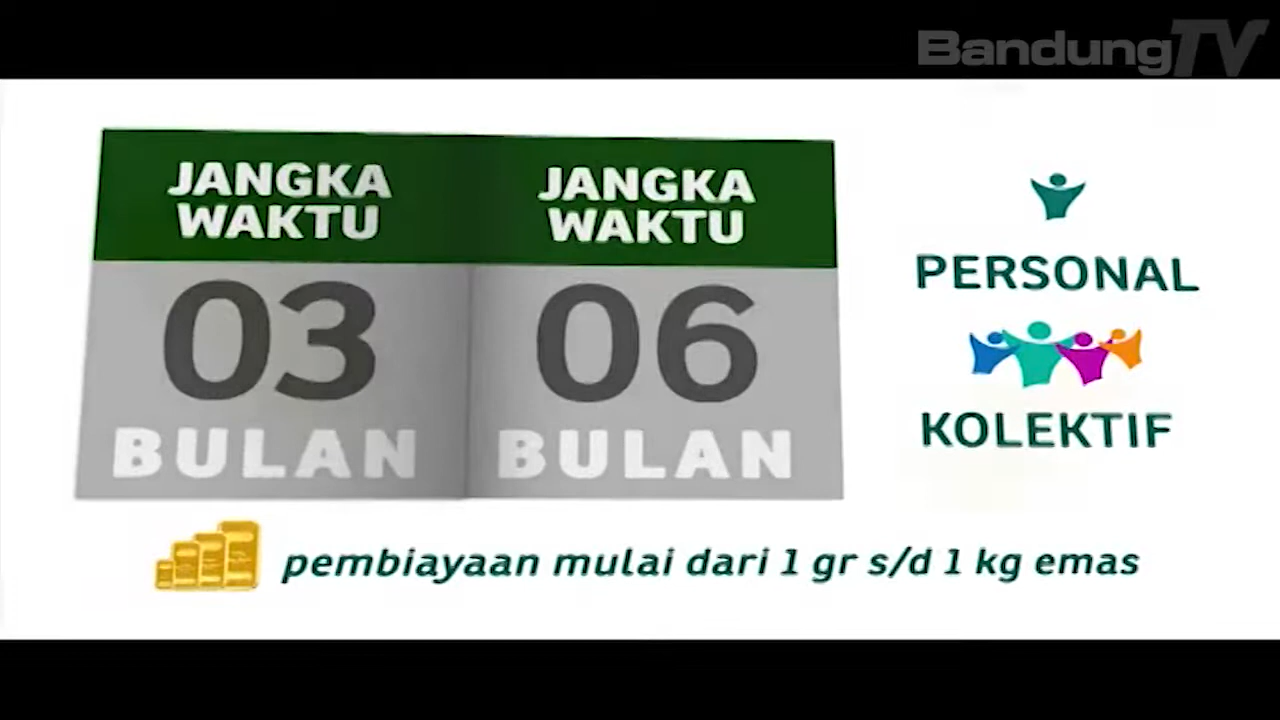 BandungTV
JANGKA
WAKTU
03
BULAN
JANGKA
WAKTU
06
BULAN
PERSONAL
KOLEKTIF
pembiayaan mulai dari 1 gr s/d 1 kg emas